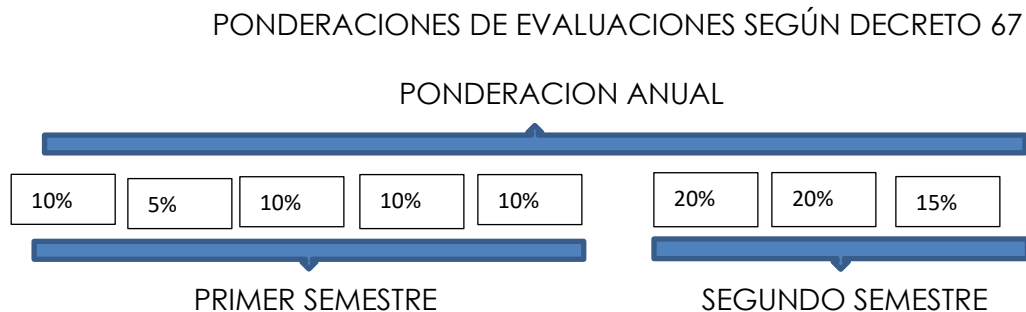 PONDERACIONES DE EVALUACIONES SEGÚN DECRETO 67
PONDERACION ANUAL
10% 5% 10% 10% 10% 20% 20% 15%
PRIMER SEMESTRE SEGUNDO SEMESTRE